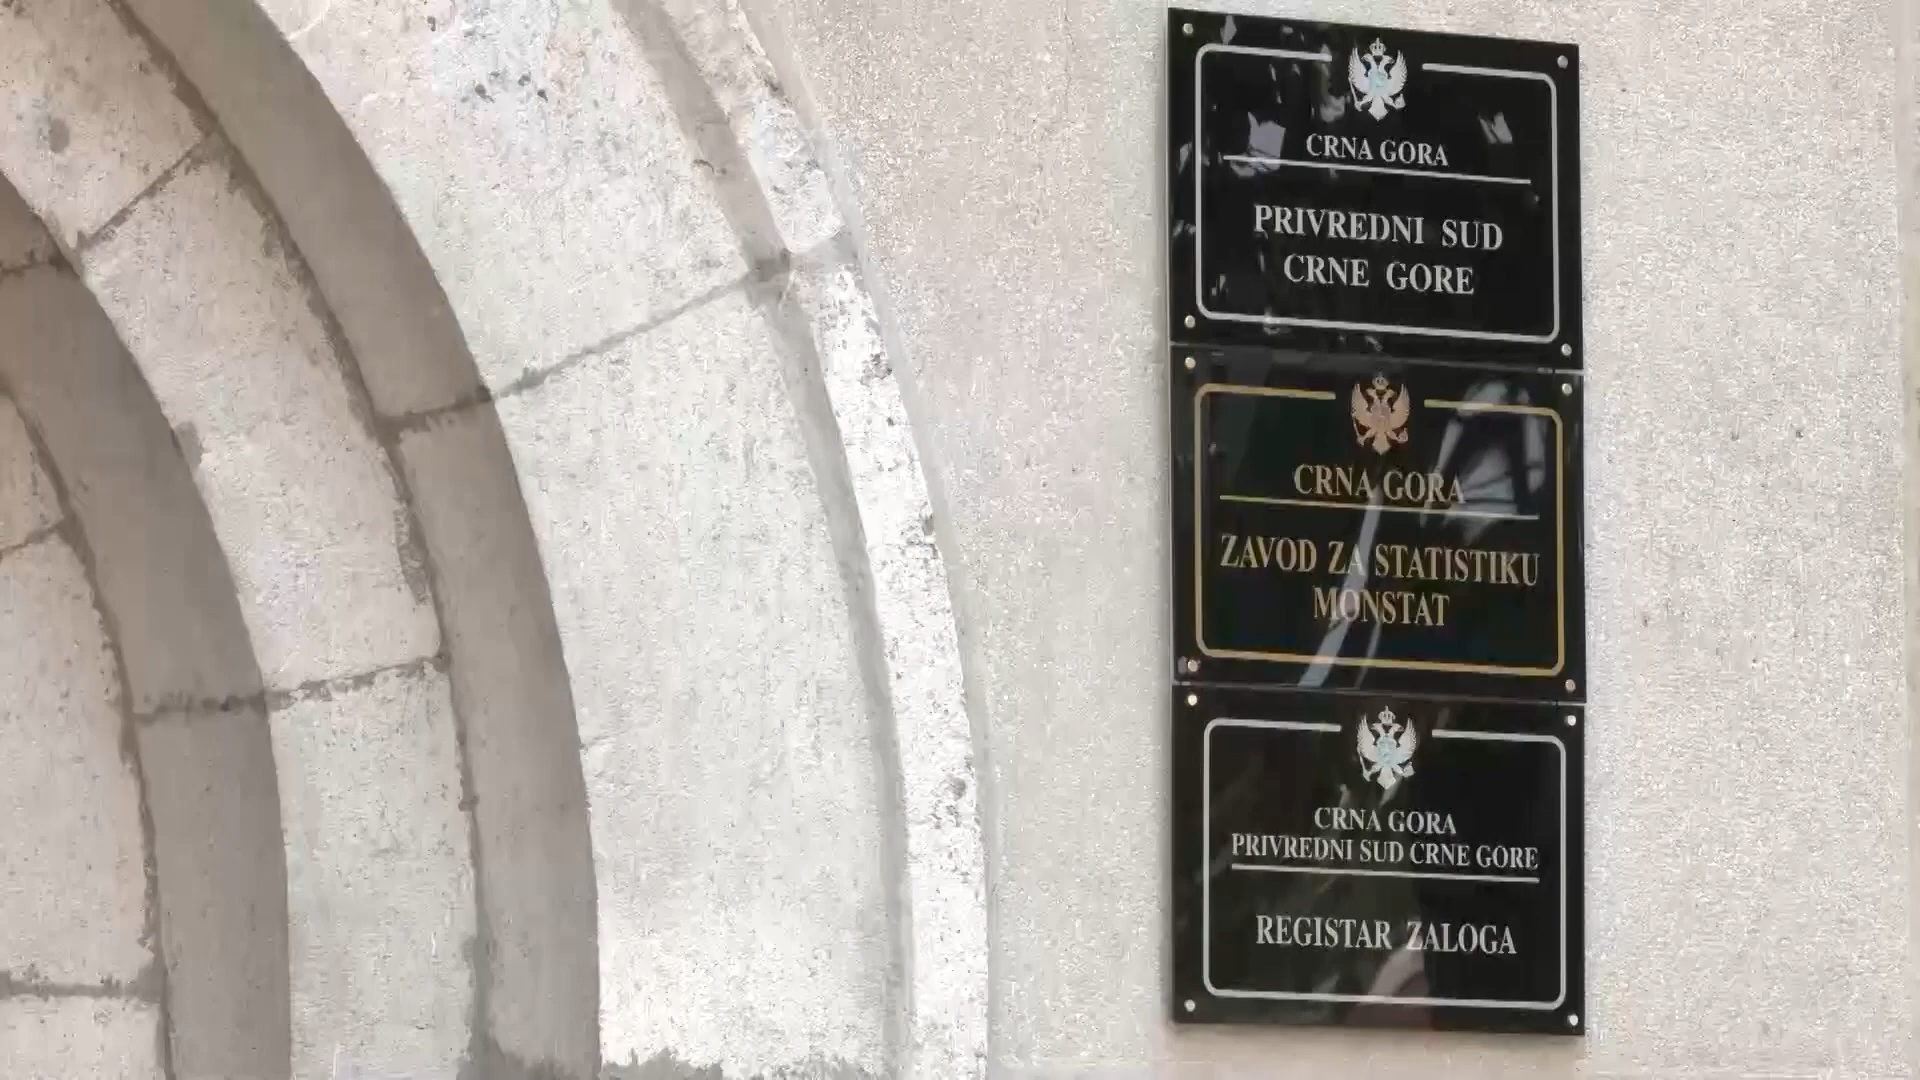 CRNA GORA
PRIVREDNI SUD
CRNE GORE
CRNA GORA
ZAVOD ZA STATISTIKU
MONSTAT
CRNA GORA
PRIVREDNI SUD CRNE GORE
REGISTAR ZALOGA